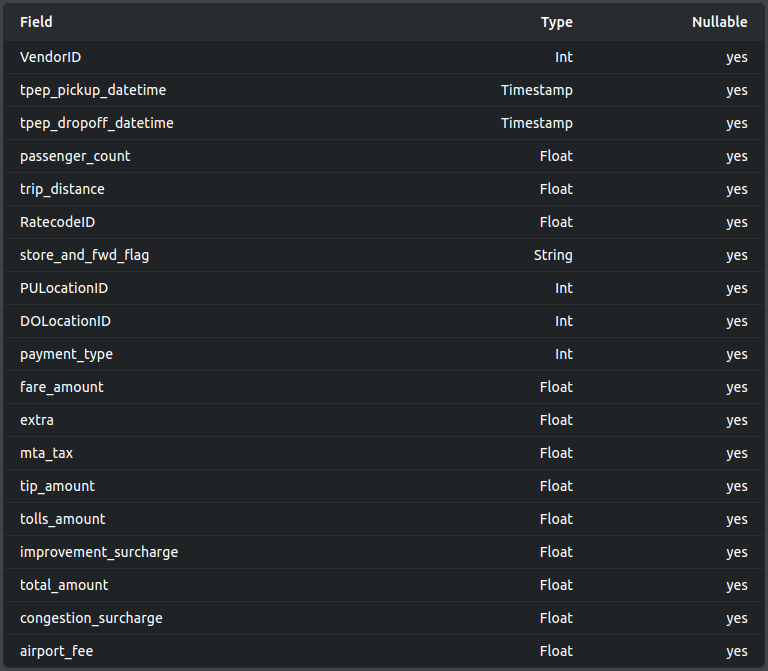 Field Type Nullable
VendorID Int yes
tpep_pickup_datetime Timestamp yes
tpep_dropoff_datetime Timestamp yes
passenger_count Float yes
trip_distance Float yes
RatecodeID Float yes
store_and_fwd_flag String yes
PULocationID Int yes
DOLocationID Int yes
payment_type Int yes
fare_amount Float yes
extra Float yes
mta_tax Float yes
tip_amount Float yes
tolls_amount Float yes
improvement_surcharge Float yes
total_amount Float yes
congestion_surcharge Float yes
airport_fee Float yes